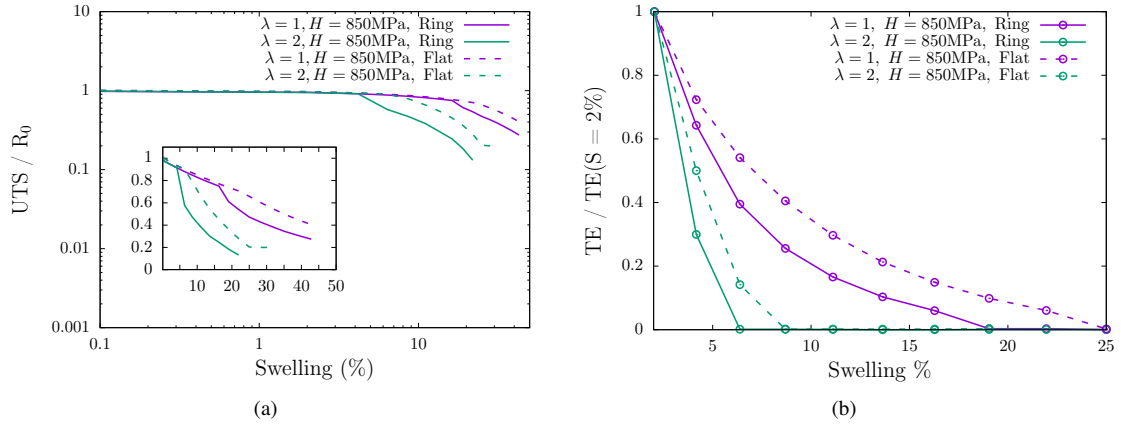 10
1
0.1
0.01
0.001
UTS / R0
λ = 1, H = 850MPa, Ring
λ = 2, H = 850MPa, Ring
λ = 1, H = 850MPa, Flat
λ = 2, H = 850MPa, Flat
1
0.8
0.6
0.4
0.2
0
10 20 30 40 50
0.1 1 10
Swelling (%)
(a)
1
0.8
0.6
0.4
0.2
0
TE / TE(S = 2%)
λ = 1, H = 850MPa, Ring
λ = 2, H = 850MPa, Ring
λ = 1, H = 850MPa, Flat
λ = 2, H = 850MPa, Flat
5 10 15 20 25
Swelling %
(b)